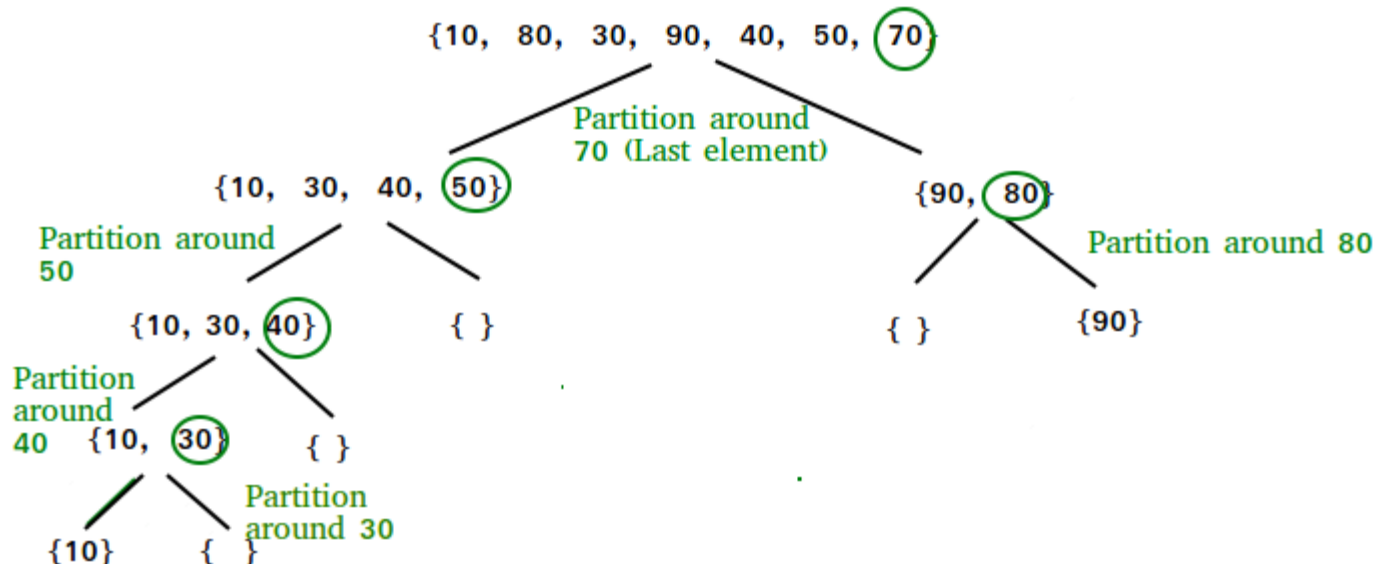 {10, 80, 30, 90, 40, 50, 70}
Partition around
70 (Last element)
{10, 30, 40, 50}
{90, 80}
Partition around
50
Partition around 80
{10, 30, 40}
{ }
{ }
{90}
Partition
around
40
{10, 30}
{ }
Partition
around 30
{10}
{ }